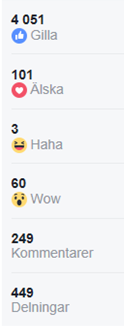 4 051
Gilla
101
Älska
3
Haha
60
Wow
249
Kommentarer
449
Delningar